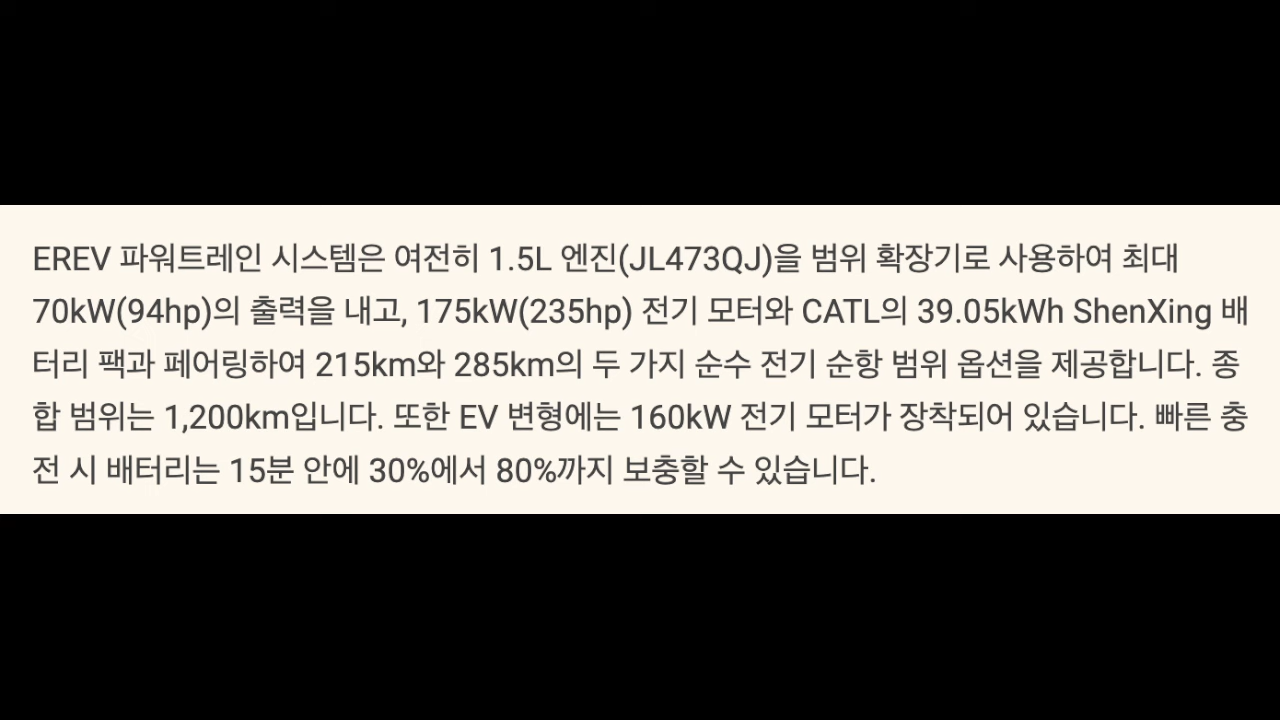 EREV 파워트레인 시스템은 여전히 1.5L 엔진(JL473QJ)을 범위 확장기로 사용하여 최대
70kW(94hp)의 출력을 내고, 175kW(235hp) 전기 모터와 CATL의 39.05kWh ShenXing 배
터리 팩과 페어링하여 215km와 285km의 두 가지 순수 전기 순항 범위 옵션을 제공합니다. 종
합 범위는 1,200km입니다. 또한 EV 변형에는 160kW 전기 모터가 장착되어 있습니다. 빠른 충
전 시 배터리는 15분 안에 30%에서 80%까지 보충할 수 있습니다.